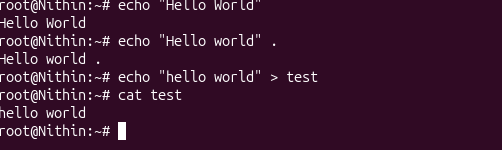 root@Nithin:~# echo "Hello World"
Hello World
root@Nithin:~# echo "Hello world" .
Hello world .
root@Nithin:~# echo "hello world" > test
root@Nithin:~# cat test
hello world
root@Nithin:~#